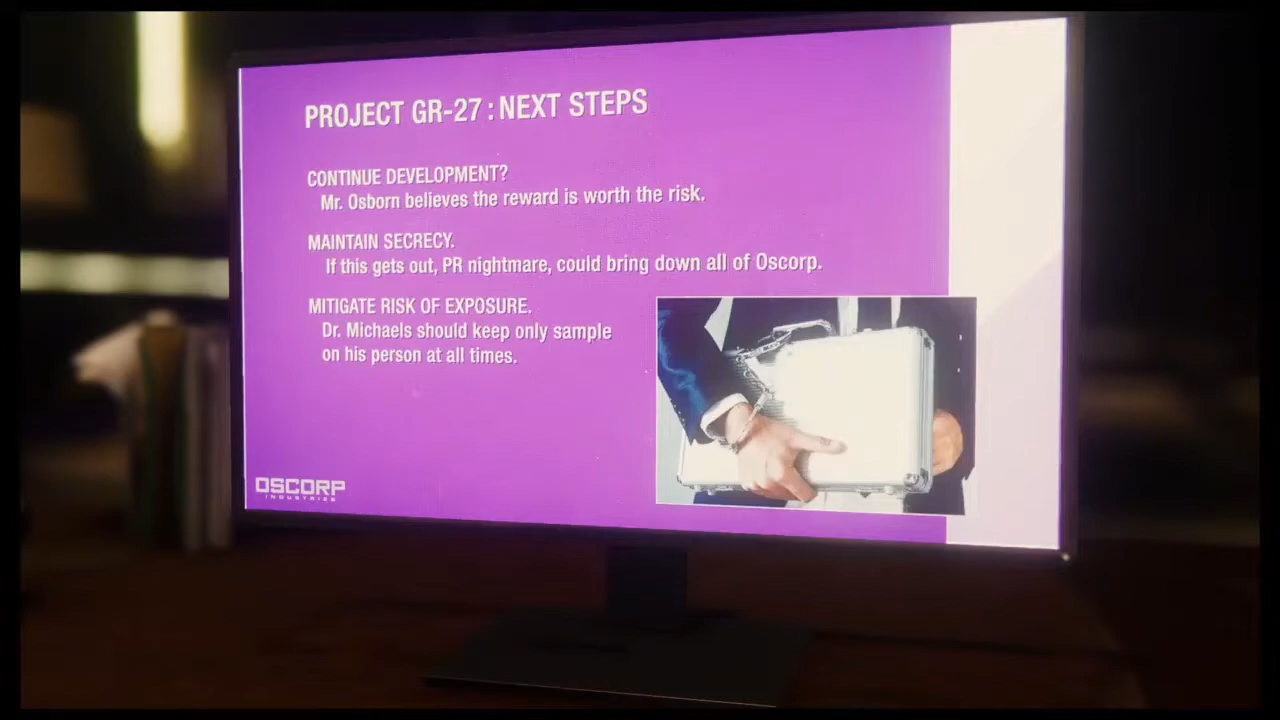 PROJECT GR-27 : NEXT STEPS
CONTINUE DEVELOPMENT?
Mr. Osborn believes the reward is worth the risk.
MAINTAIN SECRECY.
If this gets out, PR nightmare, could bring down all of Oscorp.
MITIGATE RISK OF EXPOSURE.
Dr. Michaels should keep only sample
on his person at all times.
OSCORP
INDUSTRIES